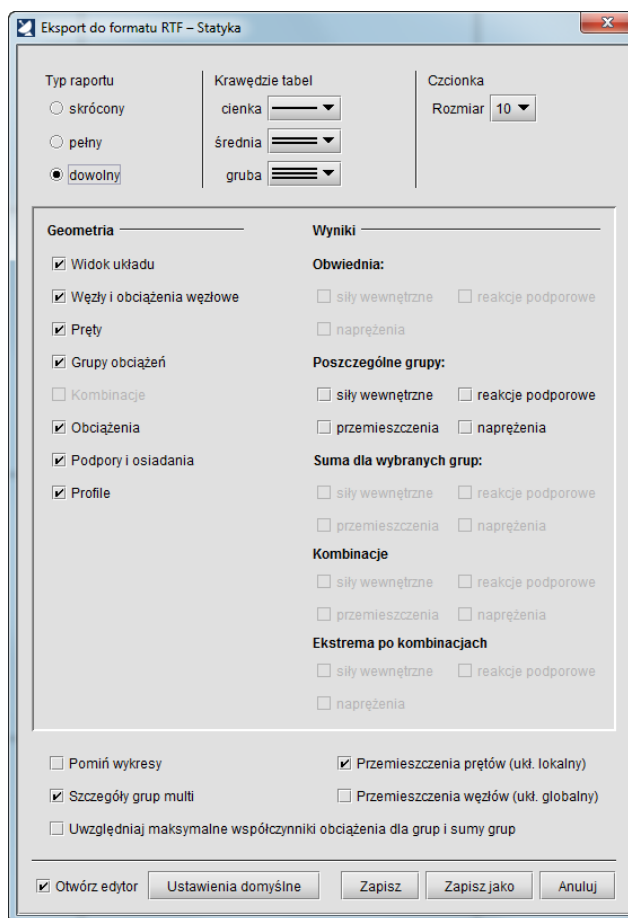 Eksport do formatu RTF – Statyka
Typ raportu
skrócony
pełny
dowolny
Krawędzie tabel
cienka
średnia
gruba
Czcionka
Rozmiar 10
Geometria
Widok układu
Węzły i obciążenia węzłowe
Pręty
Grupy obciążeń
Kombinacje
Obciążenia
Podpory i osiadania
Profile
Wyniki
Obwiednia:
siły wewnętrzne reakcje podporowe
naprężenia
Poszczególne grupy:
siły wewnętrzne reakcje podporowe
przemieszczenia naprężenia
Suma dla wybranych grup:
siły wewnętrzne reakcje podporowe
przemieszczenia naprężenia
Kombinacje
siły wewnętrzne reakcje podporowe
przemieszczenia naprężenia
Ekstrema po kombinacjach
siły wewnętrzne reakcje podporowe
naprężenia
Pomiń wykresy Przemieszczenia prętów (ukł. lokalny)
Szczegóły grup multi Przemieszczenia węzłów (ukł. globalny)
Uwzględniaj maksymalne współczynniki obciążenia dla grup i sumy grup
Otwórz edytor Ustawienia domyślne Zapisz Zapisz jako Anuluj